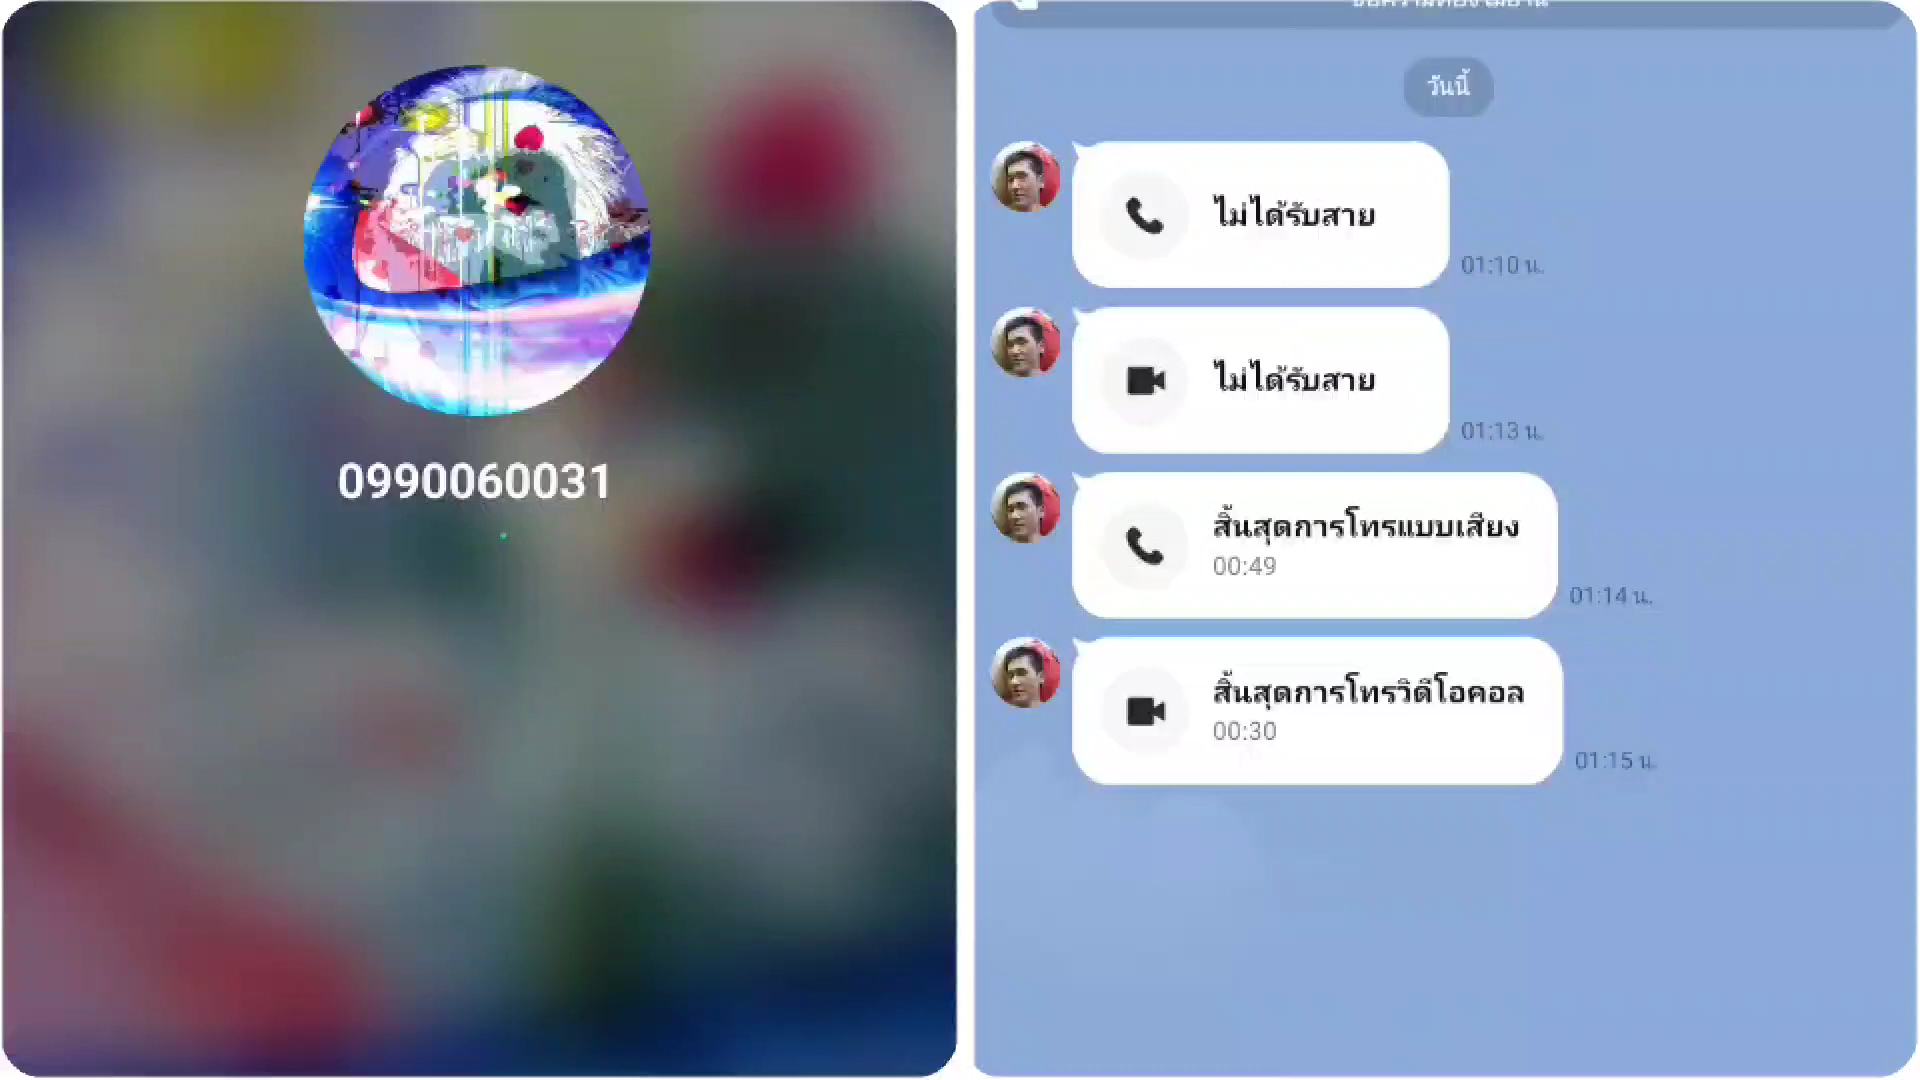 0990060031
วันนี้
ไม่ได้รับสาย
01:10 น.
ไม่ได้รับสาย
01:13 น.
สิ้นสุดการโทรแบบเสียง
00:49
01:14 น.
สิ้นสุดการโทรวิดีโอคอล
00:30
01:15 น.